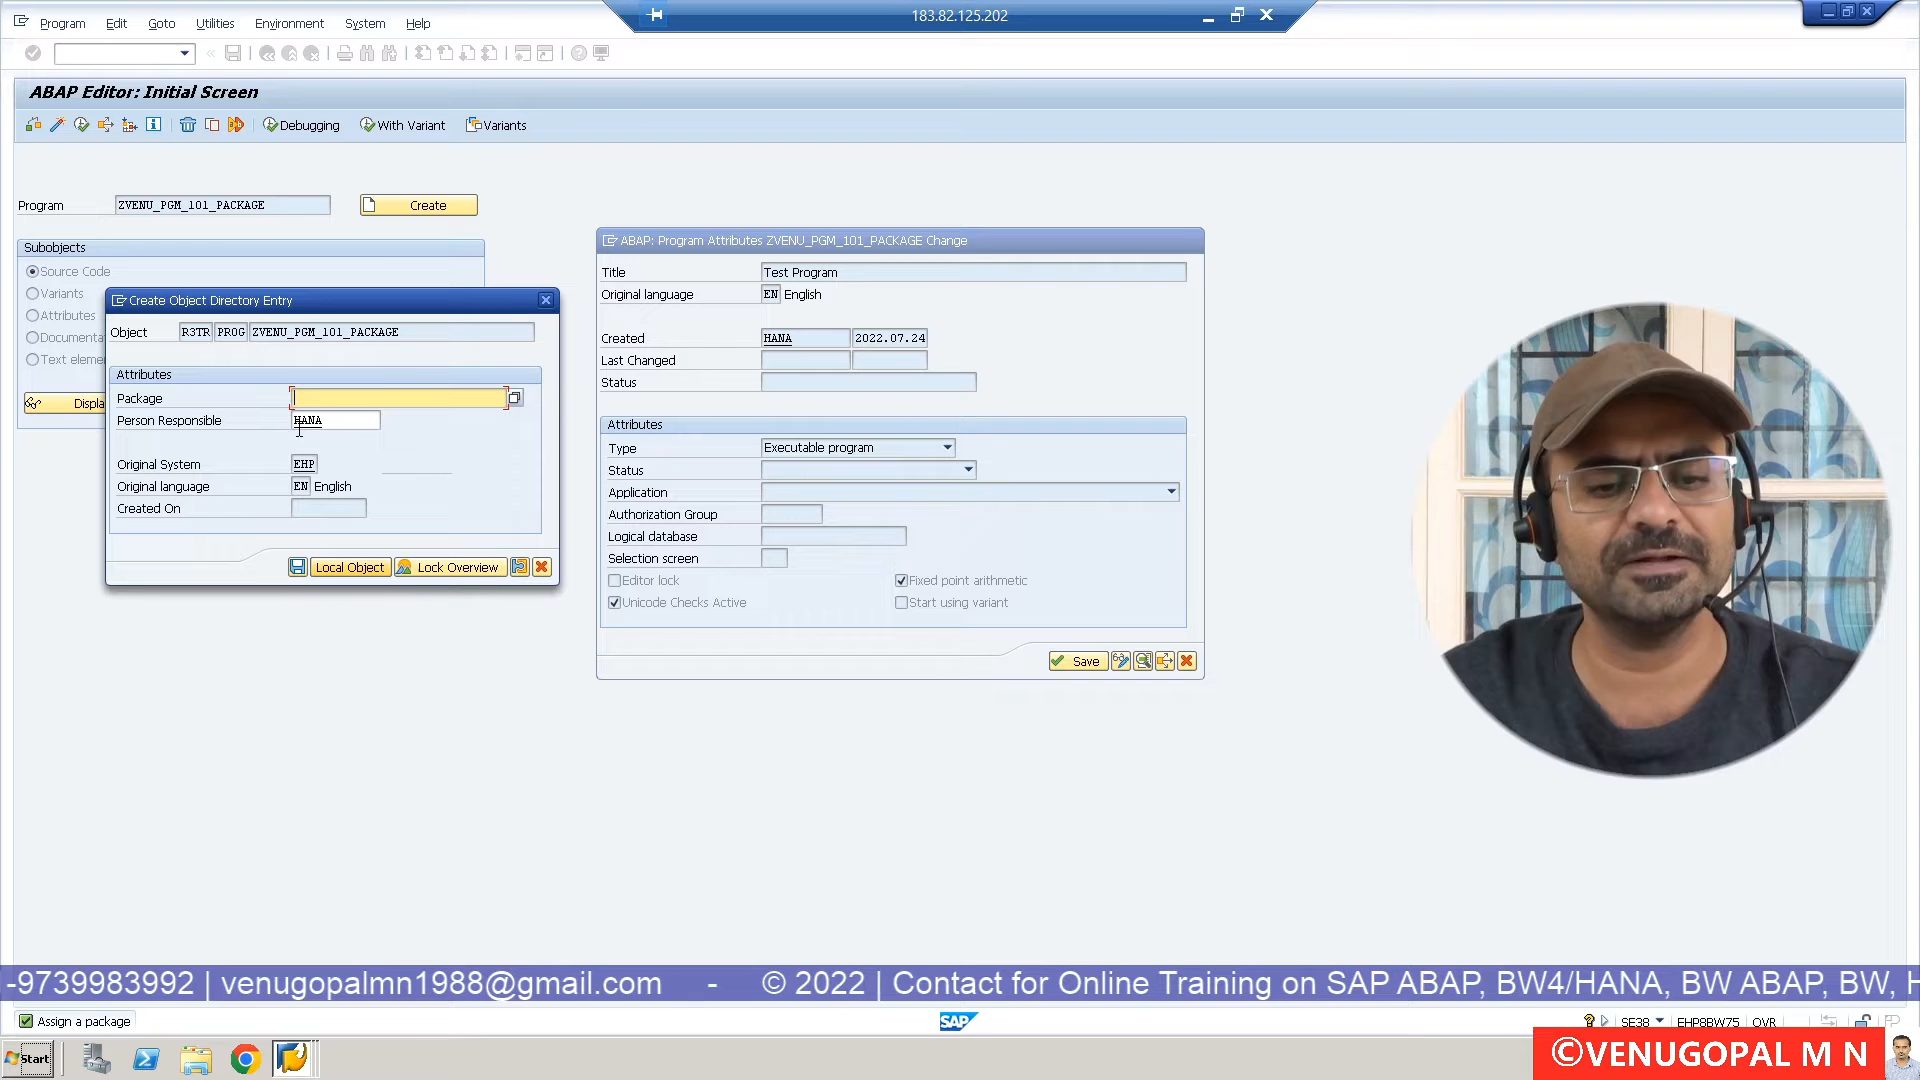 Program Edit Goto Utilities Environment System Help
183.82.125.202
ABAP Editor: Initial Screen
Debugging With Variant Variants
Program ZVENU_PGM_101_PACKAGE Create
Subobjects
Source Code
Variants
Attributes
Documenta
Text eleme
Displa
Create Object Directory Entry
Object R3TR PROG ZVENU_PGM_101_PACKAGE
Attributes
Package
Person Responsible HANA
Original System EHP
Original language EN English
Created On
Local Object Lock Overview
ABAP: Program Attributes ZVENU_PGM_101_PACKAGE Change
Title Test Program
Original language EN English
Created HANA 2022.07.24
Last Changed
Status
Attributes
Type Executable program
Status
Application
Authorization Group
Logical database
Selection screen
Editor lock Fixed point arithmetic
Unicode Checks Active Start using variant
Save
-9739983992 | venugopalmn1988@gmail.com - © 2022 | Contact for Online Training on SAP ABAP, BW4/HANA, BW ABAP, BW, H
Assign a package
SAP
SE38 EHP8BW75 OVR
Start
©VENUGOPAL M N